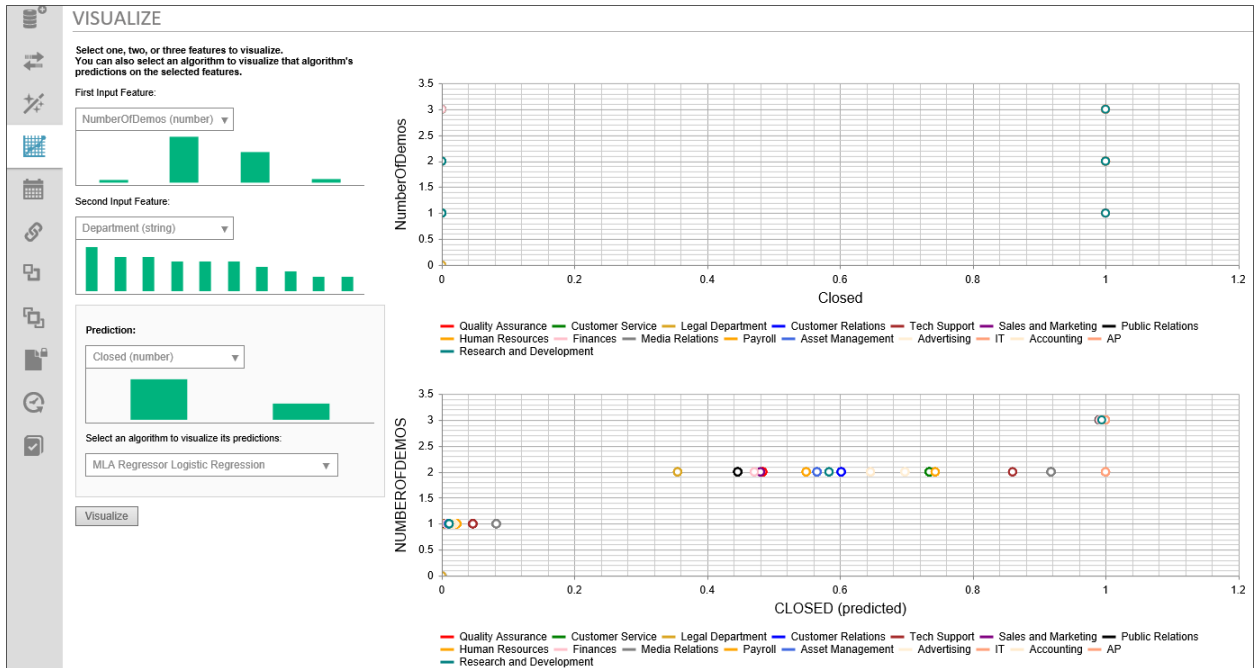 VISUALIZE
Select one, two, or three features to visualize.
You can also select an algorithm to visualize that algorithm's
predictions on the selected features.
First Input Feature:
NumberOfDemos (number)
Second Input Feature:
Department (string)
Prediction:
Closed (number)
Select an algorithm to visualize its predictions:
MLA Regressor Logistic Regression
Visualize
3.5
3
2.5
2
1.5
1
0.5
0
NumberOfDemos
0 0.2 0.4 0.6 0.8 1 1.2
Closed
Quality Assurance Customer Service Legal Department Customer Relations Tech Support Sales and Marketing Public Relations
Human Resources Finances Media Relations Payroll Asset Management Advertising IT Accounting AP
Research and Development
3.5
3
2.5
2
1.5
1
0.5
0
NUMBEROFDEMOS
0 0.2 0.4 0.6 0.8 1 1.2
CLOSED (predicted)
Quality Assurance Customer Service Legal Department Customer Relations Tech Support Sales and Marketing Public Relations
Human Resources Finances Media Relations Payroll Asset Management Advertising IT Accounting AP
Research and Development